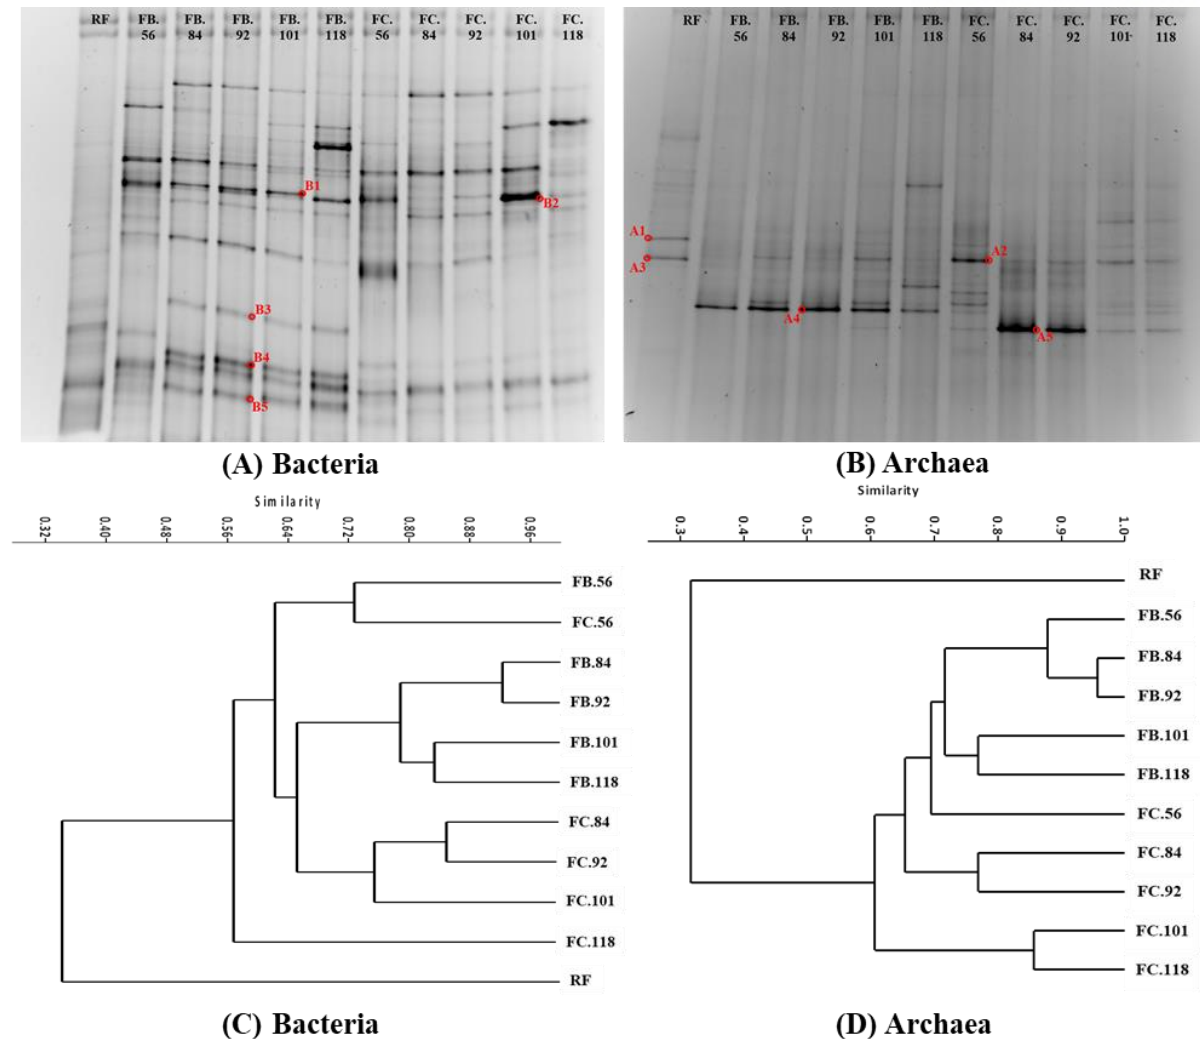 RF FB. FB. FB. FB. FB. FC. FC. FC. FC. FC.
56 84 92 101 118 56 84 92 101 118
B1
B2
B3
B4
B5
RF FB. FB. FB. FB. FB. FC. FC. FC. FC. FC.
56 84 92 101 118 56 84 92 101 118
A1
A2
A3
A4
A5
(A) Bacteria
(B) Archaea
Similarity
0.32 0.40 0.48 0.56 0.64 0.72 0.80 0.88 0.96
FB.56
FC.56
FB.84
FB.92
FB.101
FB.118
FC.84
FC.92
FC.101
FC.118
RF
Similarity
0.3 0.4 0.5 0.6 0.7 0.8 0.9 1.0
RF
FB.56
FB.84
FB.92
FB.101
FB.118
FC.56
FC.84
FC.92
FC.101
FC.118
(C) Bacteria
(D) Archaea